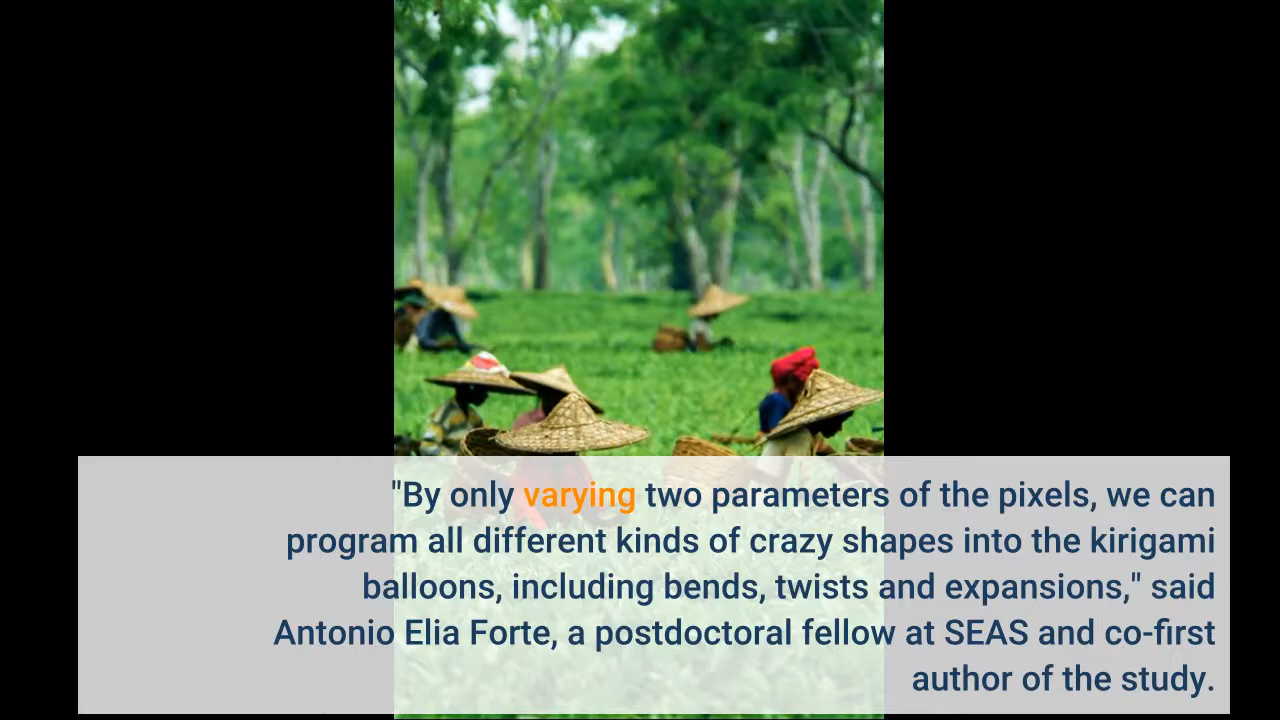 "By only varying two parameters of the pixels, we can
program all different kinds of crazy shapes into the kirigami
balloons, including bends, twists and expansions," said
Antonio Elia Forte, a postdoctoral fellow at SEAS and co-first
author of the study.